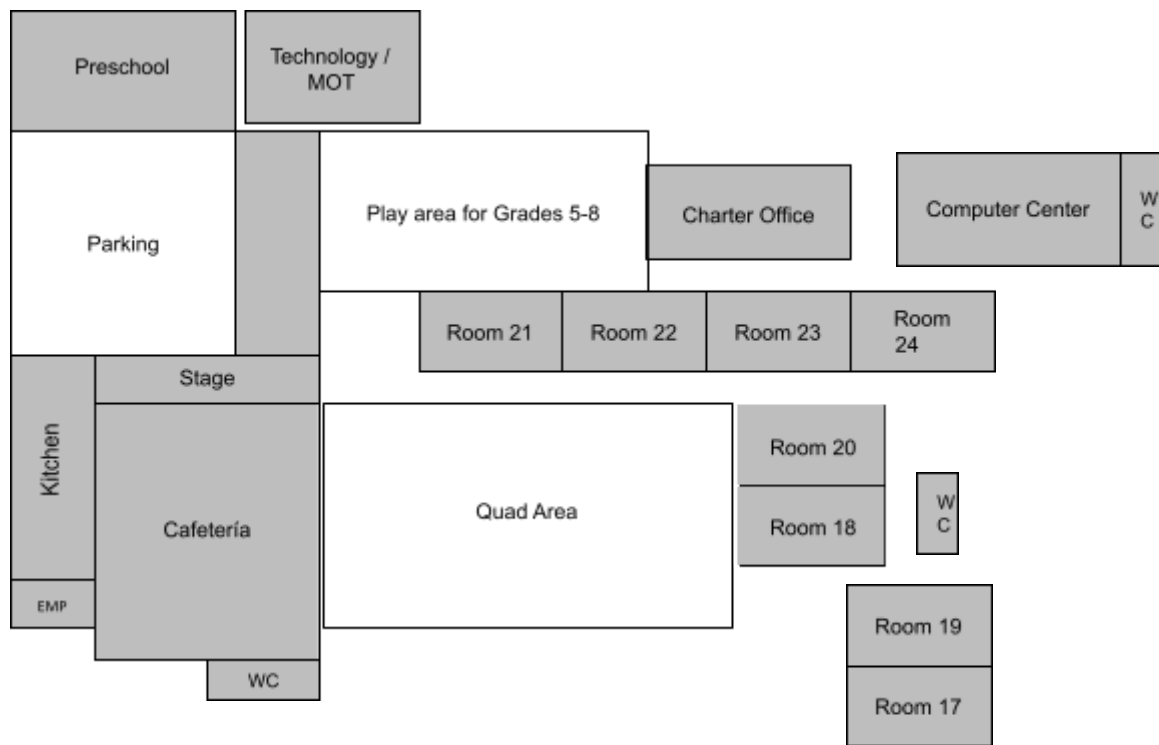 Preschool
Technology /
MOT
Parking
Play area for Grades 5-8
Charter Office
Computer Center
W
C
Room 21
Room 22
Room 23
Room
24
Stage
Kitchen
Cafetería
Quad Area
Room 20
Room 18
W
C
EMP
WC
Room 19
Room 17